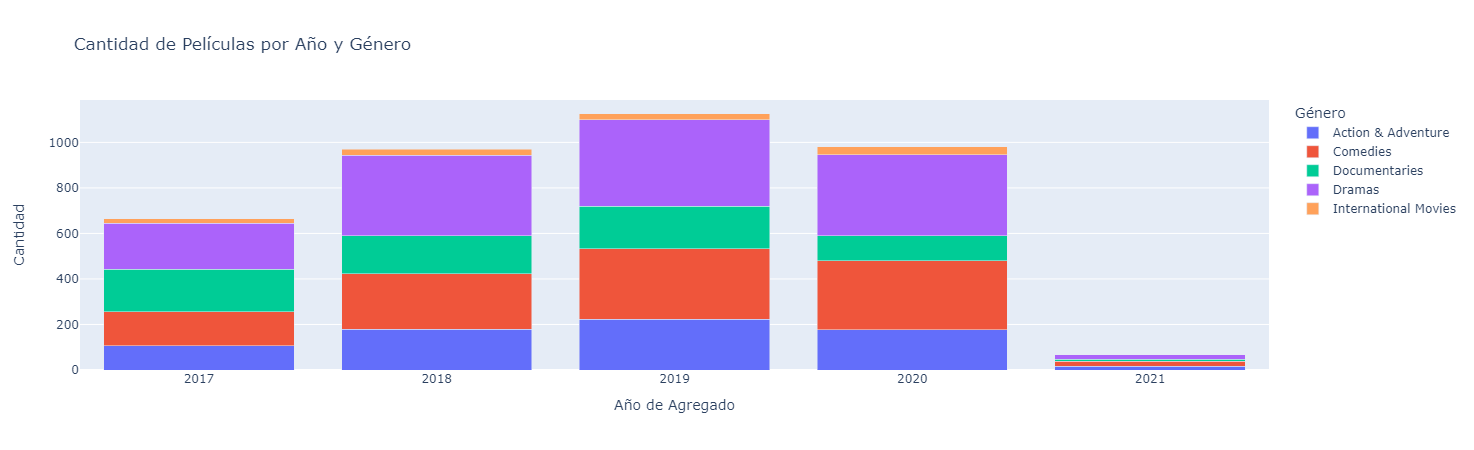 Cantidad de Películas por Año y Género
Cantidad
1000
800
600
400
200
0
2017
2018
2019
2020
2021
Año de Agregado
Género
Action & Adventure
Comedies
Documentaries
Dramas
International Movies